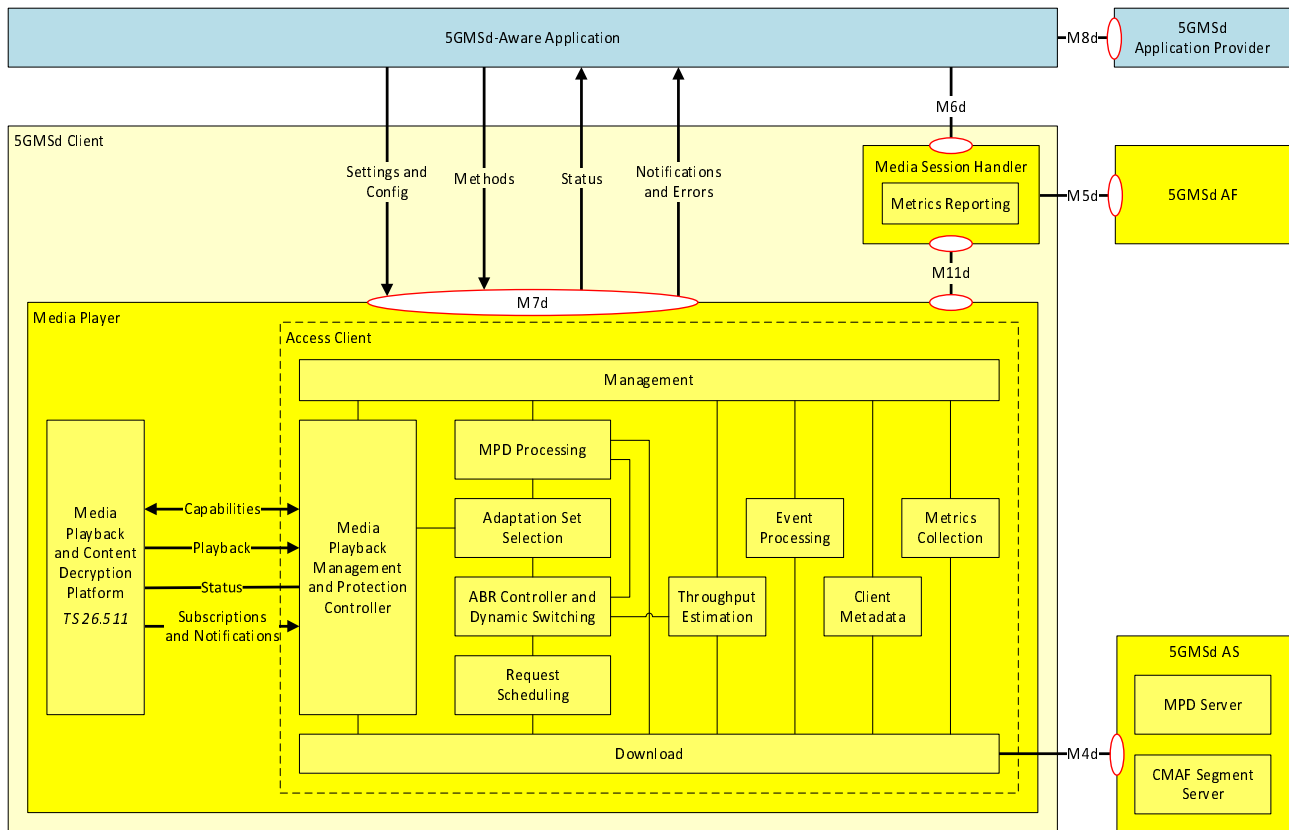 5GMSd-Aware Application
M8d
5GMSd
Application Provider
M6d
5GMSd Client
Settings and
Config
Methods
Status
Notifications
and Errors
Media Session Handler
Metrics Reporting
M5d
5GMSd AF
M11d
M7d
Media Player
Access Client
Management
Media
Playback
and Content
Decryption
Platform
TS26.511
Capabilities
Playback
Status
Subscriptions
and Notifications
Media
Playback
Management
and Protection
Controller
MPD Processing
Adaptation Set
Selection
ABR Controller and
Dynamic Switching
Request
Scheduling
Throughput
Estimation
Event
Processing
Client
Metadata
Metrics
Collection
Download
M4d
5GMSd AS
MPD Server
CMAF Segment
Server